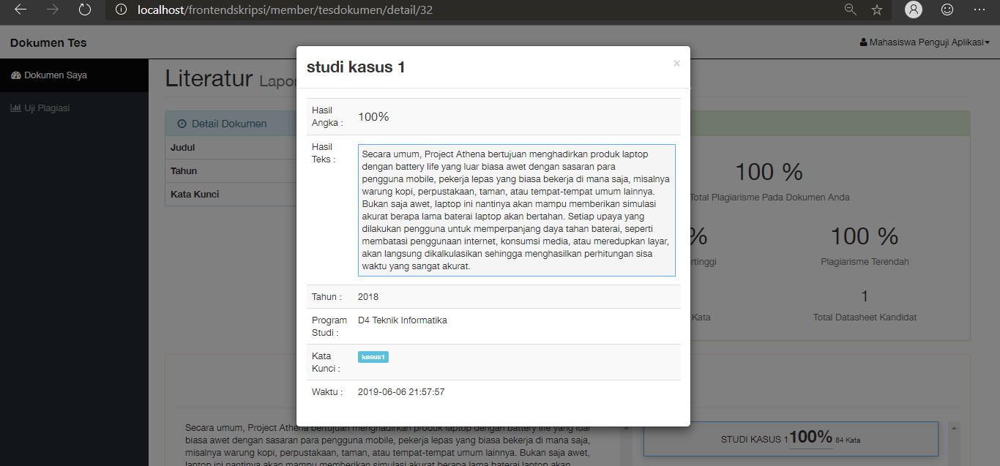 localhost/frontendskripsi/member/tesdokumen/detail/32
Dokumen Tes
Mahasiswa Penguji Aplikasi
Dokumen Saya
Uji Plagiasi
Literatur Lapor
Detail Dokumen
Judul
Tahun
Kata Kunci
studi kasus 1
×
Hasil
Angka :
100%
Hasil
Teks :
Secara umum, Project Athena bertujuan menghadirkan produk laptop
dengan battery life yang luar biasa awet dengan sasaran para
pengguna mobile, pekerja lepas yang biasa bekerja di mana saja, misalnya
warung kopi, perpustakaan, taman, atau tempat-tempat umum lainnya.
Bukan saja awet, laptop ini nantinya akan mampu memberikan simulasi
akurat berapa lama baterai laptop akan bertahan. Setiap upaya yang
dilakukan pengguna untuk memperpanjang daya tahan baterai, seperti
membatasi penggunaan internet, konsumsi media, atau meredupkan layar,
akan langsung dikalkulasikan sehingga menghasilkan perhitungan sisa
waktu yang sangat akurat.
Tahun :
2018
Program
Studi :
D4 Teknik Informatika
Kata
Kunci :
kasus1
Waktu :
2019-06-06 21:57:57
100 %
Total Plagiarisme Pada Dokumen Anda
%
rtinggi
100 %
Plagiarisme Terendah
Kata
1
Total Datasheet Kandidat
Secara umum, Project Athena bertujuan menghadirkan produk laptop dengan battery life yang luar
biasa awet dengan sasaran para pengguna mobile, pekerja lepas yang biasa bekerja di mana saja,
misalnya warung kopi, perpustakaan, taman, atau tempat-tempat umum lainnya. Bukan saja awet,
laptop ini nantinya akan mampu memberikan simulasi akurat berapa lama baterai laptop akan
STUDI KASUS 1 100% 84 Kata